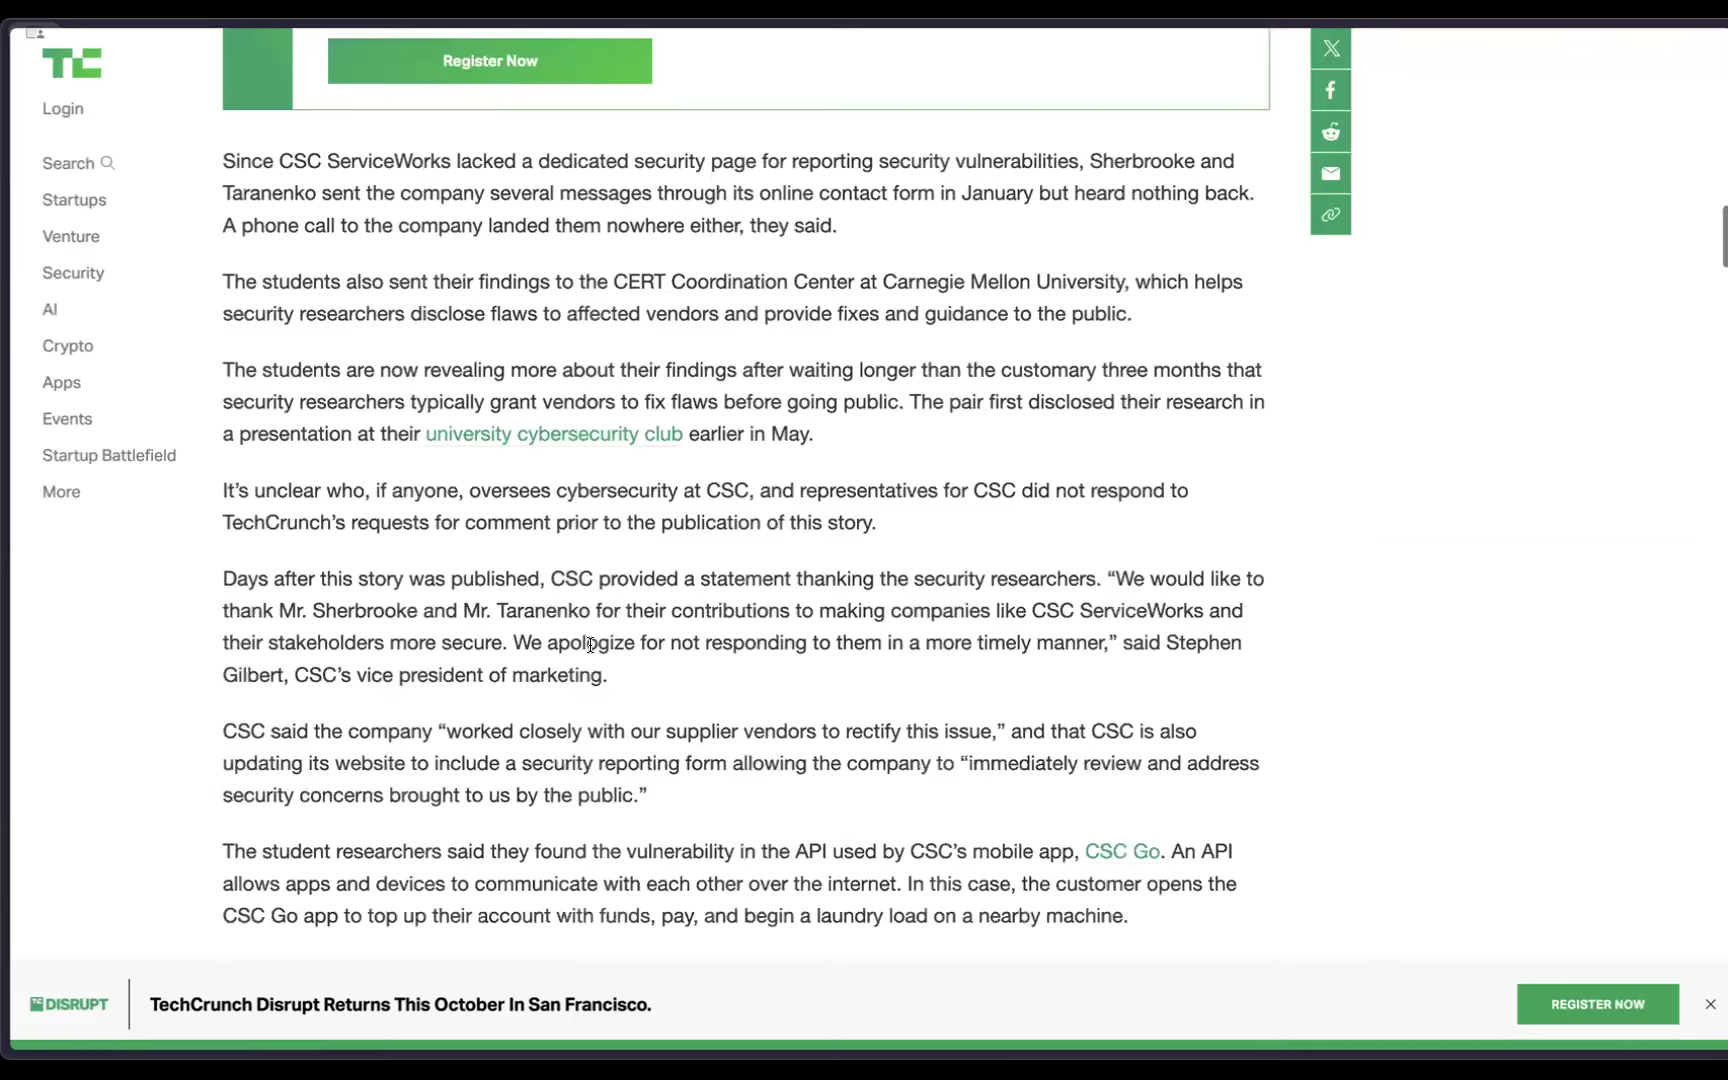 TC
Login
Search
Startups
Venture
Security
AI
Crypto
Apps
Events
Startup Battlefield
More
Register Now
Since CSC ServiceWorks lacked a dedicated security page for reporting security vulnerabilities, Sherbrooke and
Taranenko sent the company several messages through its online contact form in January but heard nothing back.
A phone call to the company landed them nowhere either, they said.
The students also sent their findings to the CERT Coordination Center at Carnegie Mellon University, which helps
security researchers disclose flaws to affected vendors and provide fixes and guidance to the public.
The students are now revealing more about their findings after waiting longer than the customary three months that
security researchers typically grant vendors to fix flaws before going public. The pair first disclosed their research in
a presentation at their university cybersecurity club earlier in May.
It’s unclear who, if anyone, oversees cybersecurity at CSC, and representatives for CSC did not respond to
TechCrunch’s requests for comment prior to the publication of this story.
Days after this story was published, CSC provided a statement thanking the security researchers. “We would like to
thank Mr. Sherbrooke and Mr. Taranenko for their contributions to making companies like CSC ServiceWorks and
their stakeholders more secure. We apologize for not responding to them in a more timely manner,” said Stephen
Gilbert, CSC’s vice president of marketing.
CSC said the company “worked closely with our supplier vendors to rectify this issue,” and that CSC is also
updating its website to include a security reporting form allowing the company to “immediately review and address
security concerns brought to us by the public.”
The student researchers said they found the vulnerability in the API used by CSC’s mobile app, CSC Go. An API
allows apps and devices to communicate with each other over the internet. In this case, the customer opens the
CSC Go app to top up their account with funds, pay, and begin a laundry load on a nearby machine.
DISRUPT
TechCrunch Disrupt Returns This October In San Francisco.
REGISTER NOW